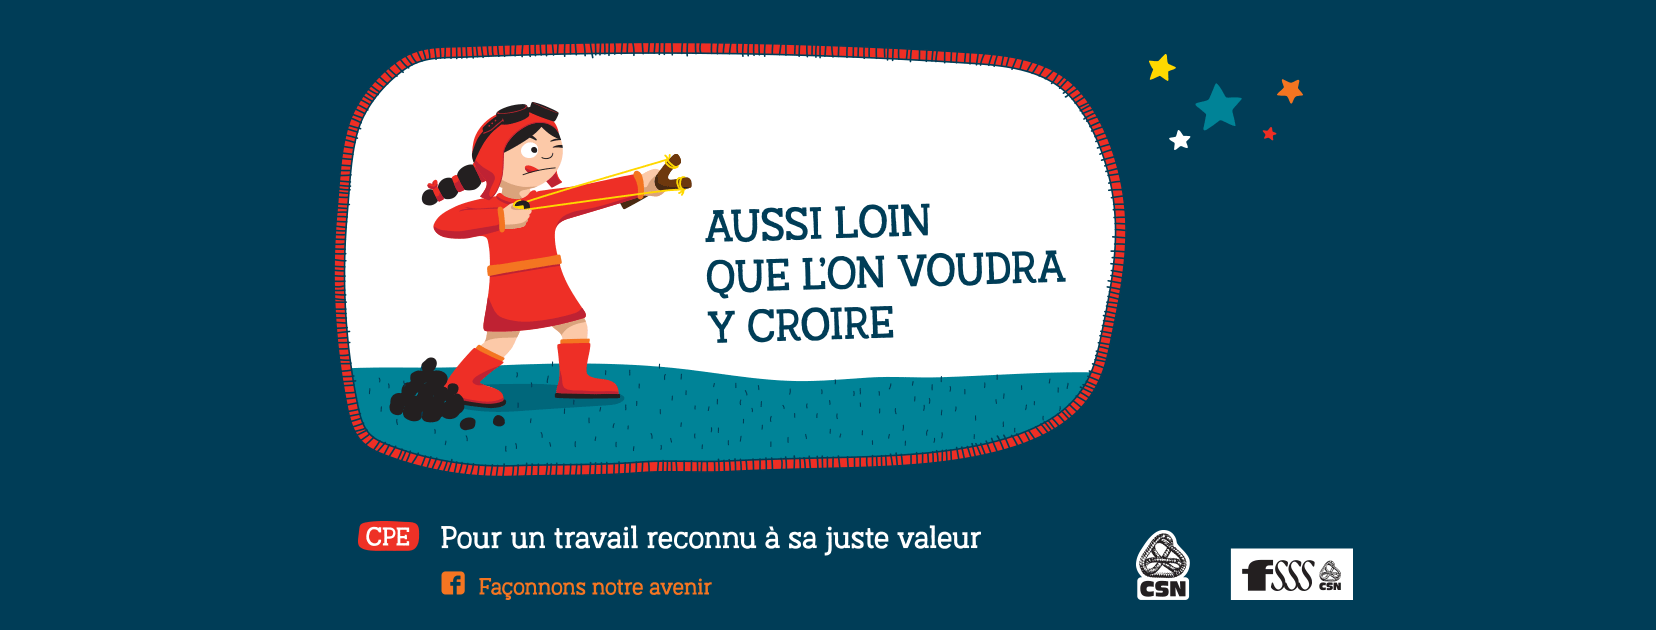 AUSSI LOIN
QUE L'ON VOUDRA
Y CROIRE
CPE Pour un travail reconnu à sa juste valeur
f Façonnons notre avenir
CSN
fsss CSN